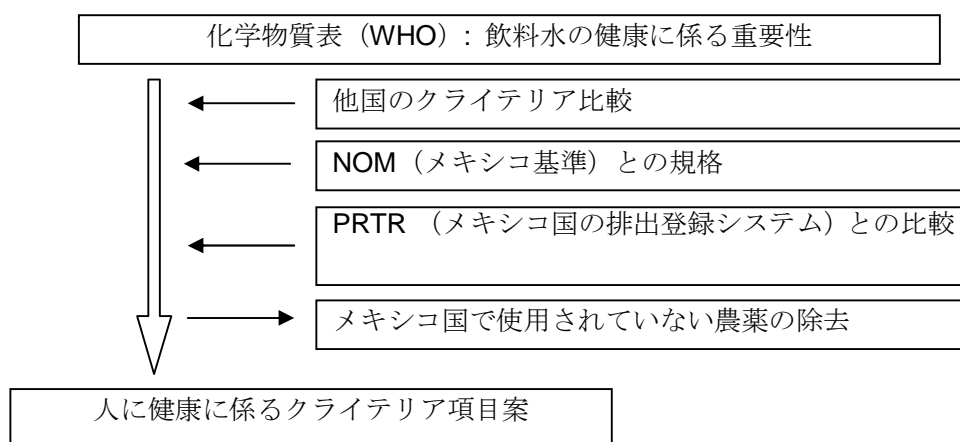 化学物質表（WHO）: 飲料水の健康に係る重要性
他国のクライテリア比較
NOM（メキシコ基準）との規格
PRTR （メキシコ国の排出登録システム）との比較
メキシコ国で使用されていない農薬の除去
人に健康に係るクライテリア項目案